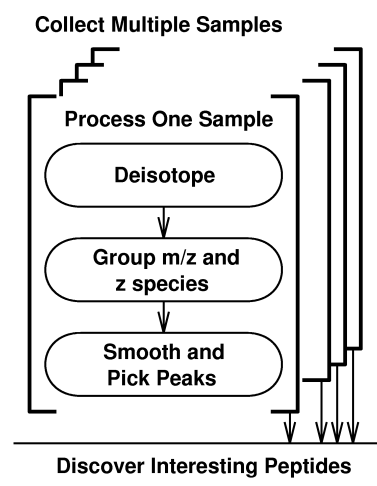 Collect Multiple Samples
Process One Sample
Deisotope
Group m/z and
z species
Smooth and
Pick Peaks
Discover Interesting Peptides